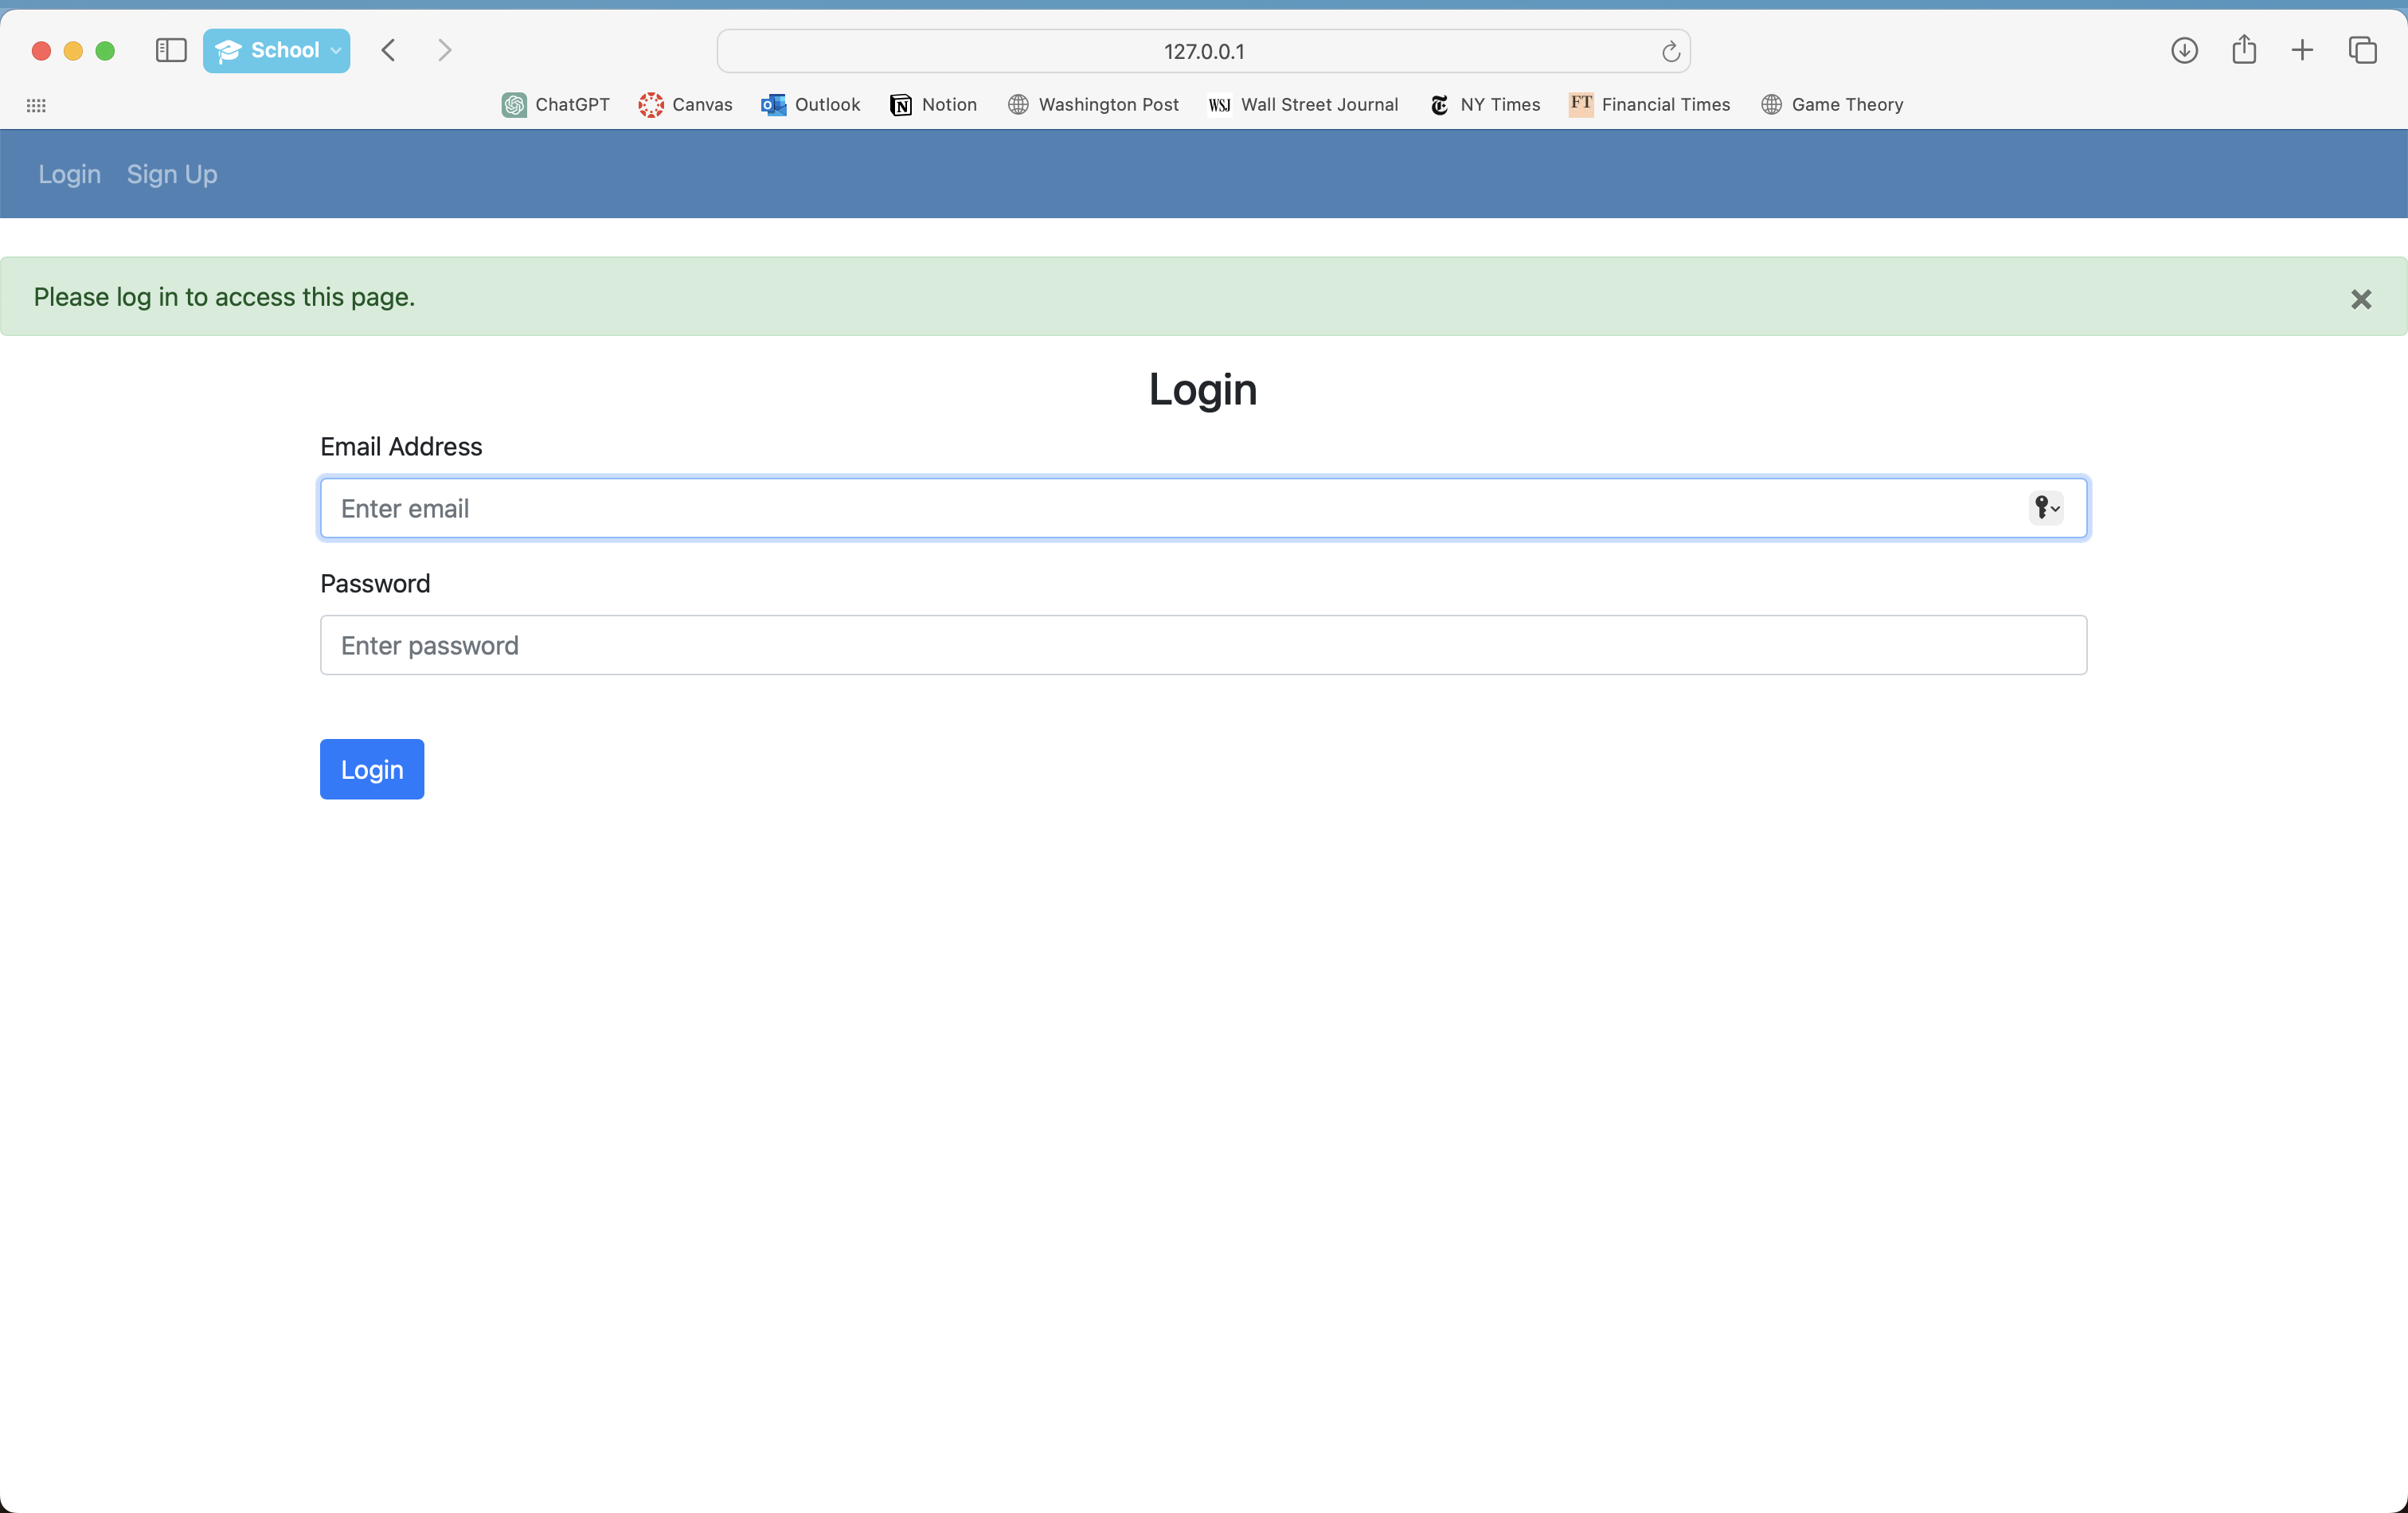 School
127.0.0.1
ChatGPT Canvas Outlook Notion Washington Post WSJ Wall Street Journal NY Times FT Financial Times Game Theory
Login Sign Up
Please log in to access this page.
Login
Email Address
Enter email
Password
Enter password
Login